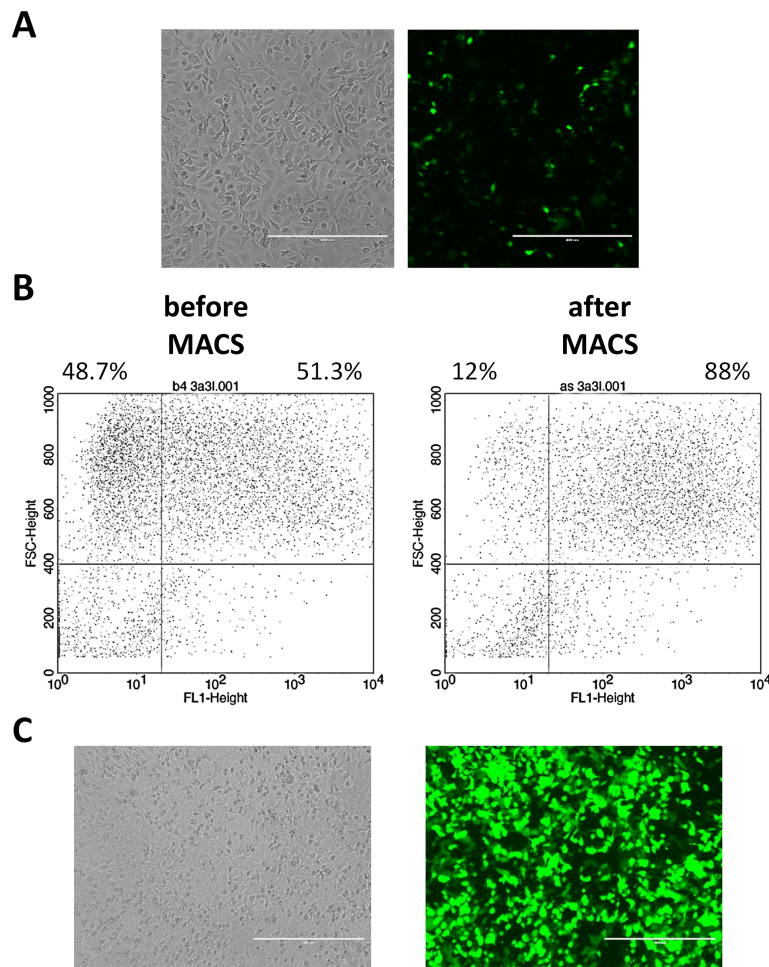 A
400 um
B
before
MACS
after
MACS
48.7%
51.3%
12%
88%
b4 3a3l.001
as 3a3l.001
FSC-Height
1000
800
600
400
200
0
10^0
10^1
10^2
10^3
10^4
FL1-Height
FSC-Height
1000
800
600
400
200
0
10^0
10^1
10^2
10^3
10^4
FL1-Height
C